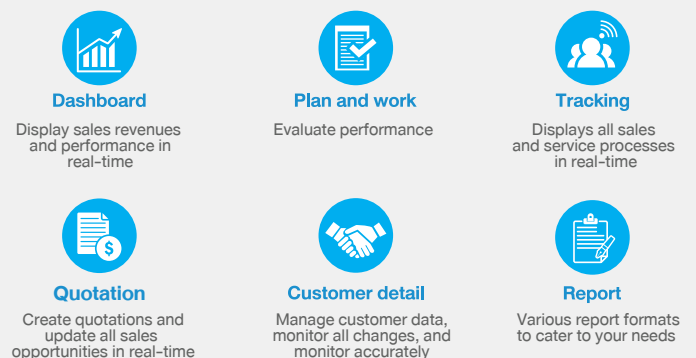 Dashboard
Display sales revenues
and performance in
real-time
Plan and work
Evaluate performance
Tracking
Displays all sales
and service processes
in real-time
$
Quotation
Create quotations and
update all sales
opportunities in real-time
Customer detail
Manage customer data,
monitor all changes, and
monitor accurately
Report
Various report formats
to cater to your needs